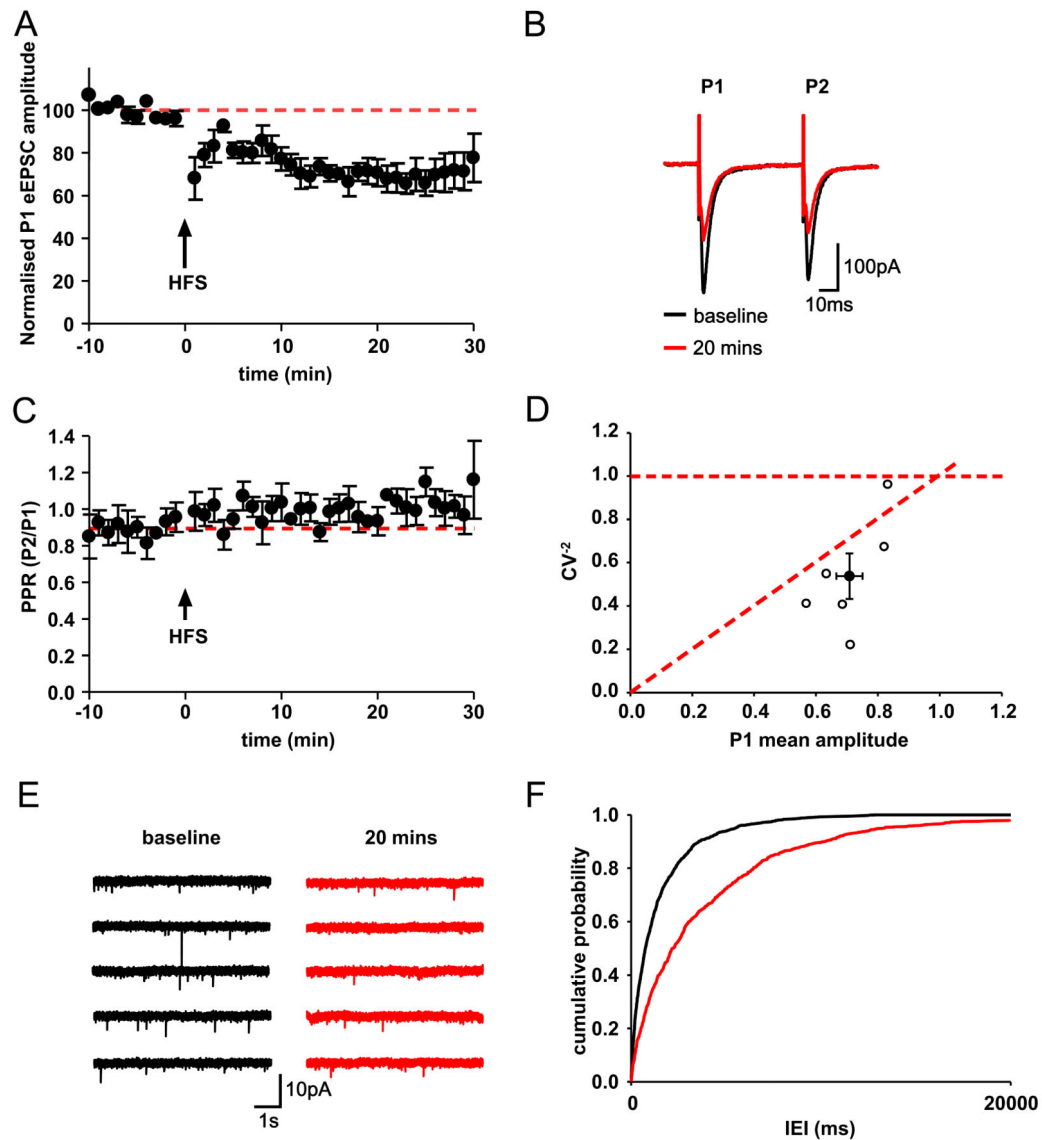 A
Normalised P1 eEPSC amplitude
100
80
60
40
20
0
HFS
-10 0 10 20 30
time (min)
B
P1 P2
100pA
10ms
baseline
20 mins
C
PPR (P2/P1)
1.4
1.2
1.0
0.8
0.6
0.4
0.2
0.0
HFS
-10 0 10 20 30
time (min)
D
CV-2
1.2
1.0
0.8
0.6
0.4
0.2
0.0
0.0 0.2 0.4 0.6 0.8 1.0 1.2
P1 mean amplitude
E
baseline 20 mins
10pA
1s
F
cumulative probability
1.0
0.8
0.6
0.4
0.2
0.0
0 20000
IEI (ms)